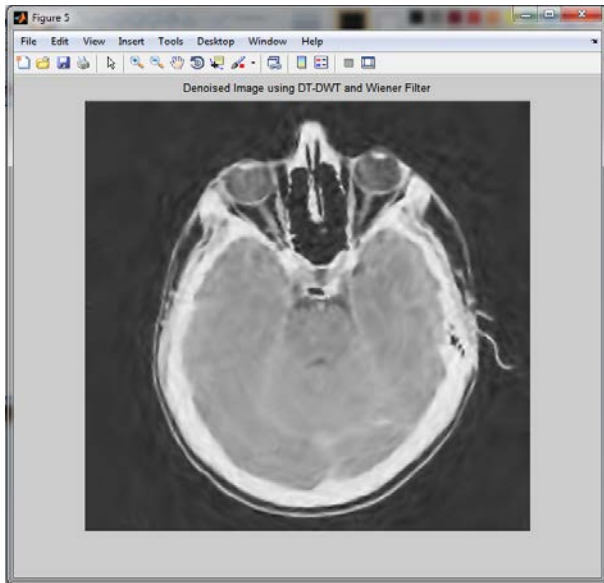 Figure 5
File Edit View Insert Tools Desktop Window Help
Denoised Image using DT-DWT and Wiener Filter